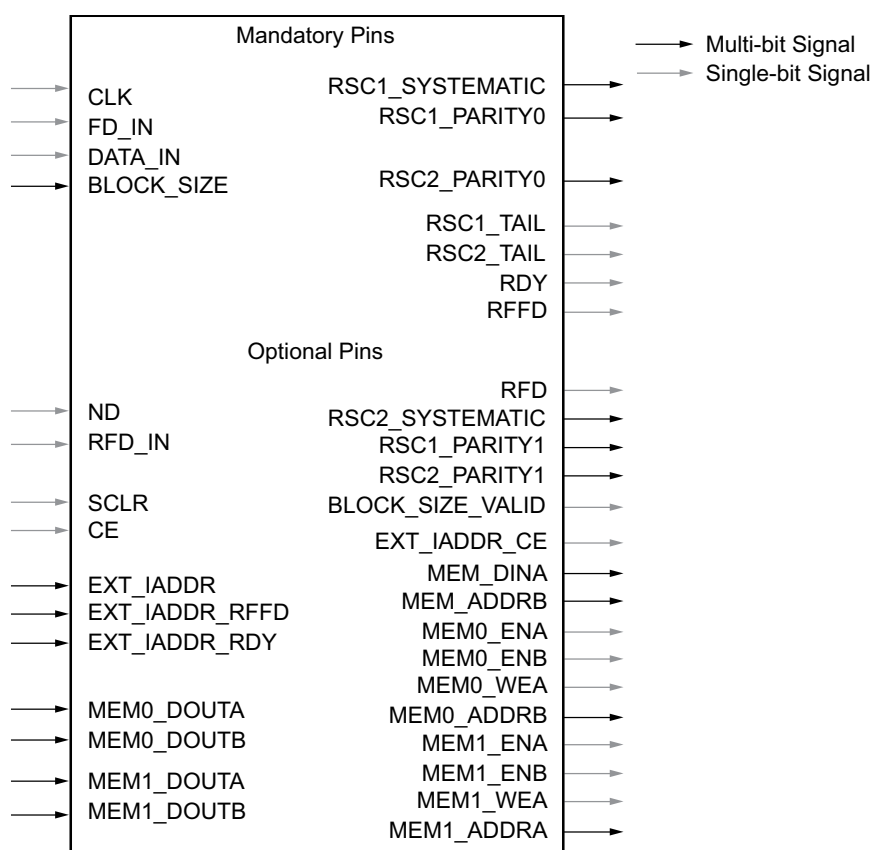 Mandatory Pins
Multi-bit Signal
Single-bit Signal
CLK
FD_IN
DATA_IN
BLOCK_SIZE
RSC1_SYSTEMATIC
RSC1_PARITY0
RSC2_PARITY0
RSC1_TAIL
RSC2_TAIL
RDY
RFFD
Optional Pins
ND
RFD_IN
SCLR
CE
EXT_IADDR
EXT_IADDR_RFFD
EXT_IADDR_RDY
MEM0_DOUTA
MEM0_DOUTB
MEM1_DOUTA
MEM1_DOUTB
RFD
RSC2_SYSTEMATIC
RSC1_PARITY1
RSC2_PARITY1
BLOCK_SIZE_VALID
EXT_IADDR_CE
MEM_DINA
MEM_ADDRB
MEM0_ENA
MEM0_ENB
MEM0_WEA
MEM0_ADDRB
MEM1_ENA
MEM1_ENB
MEM1_WEA
MEM1_ADDRA